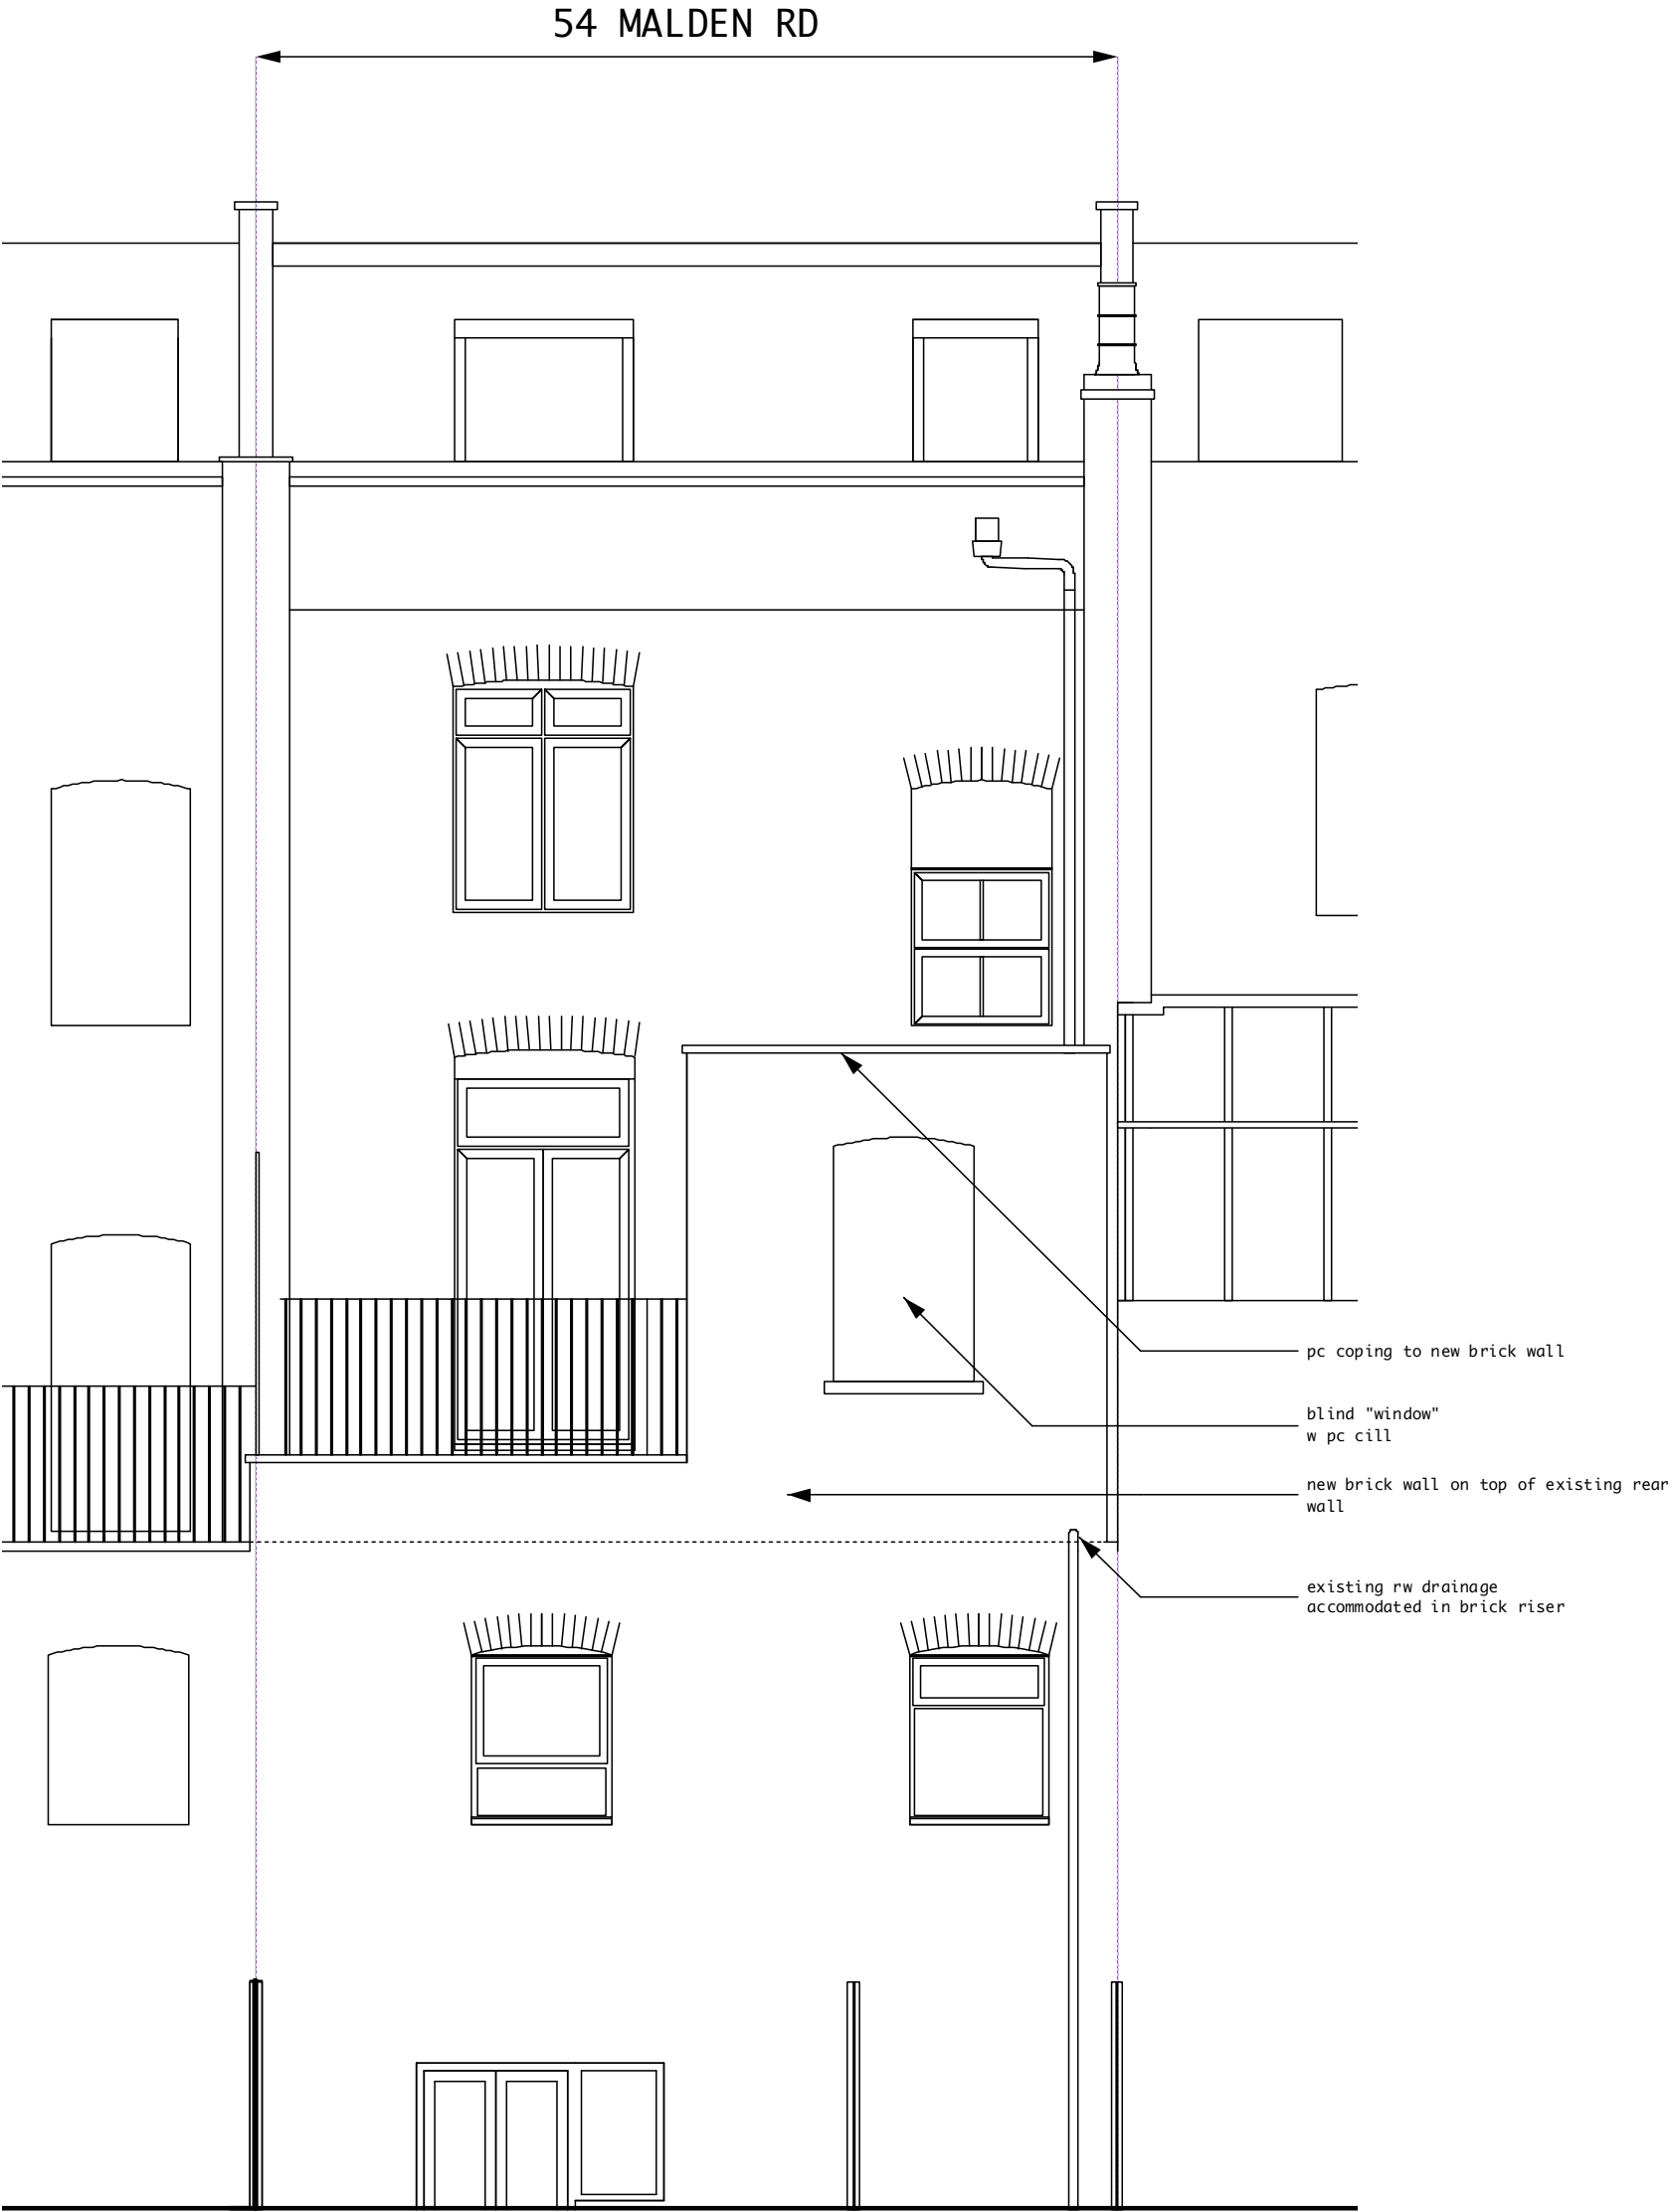 54 MALDEN RD
pc coping to new brick wall
blind "window"
w pc cill
new brick wall on top of existing rear
wall
existing rw drainage
accommodated in brick riser